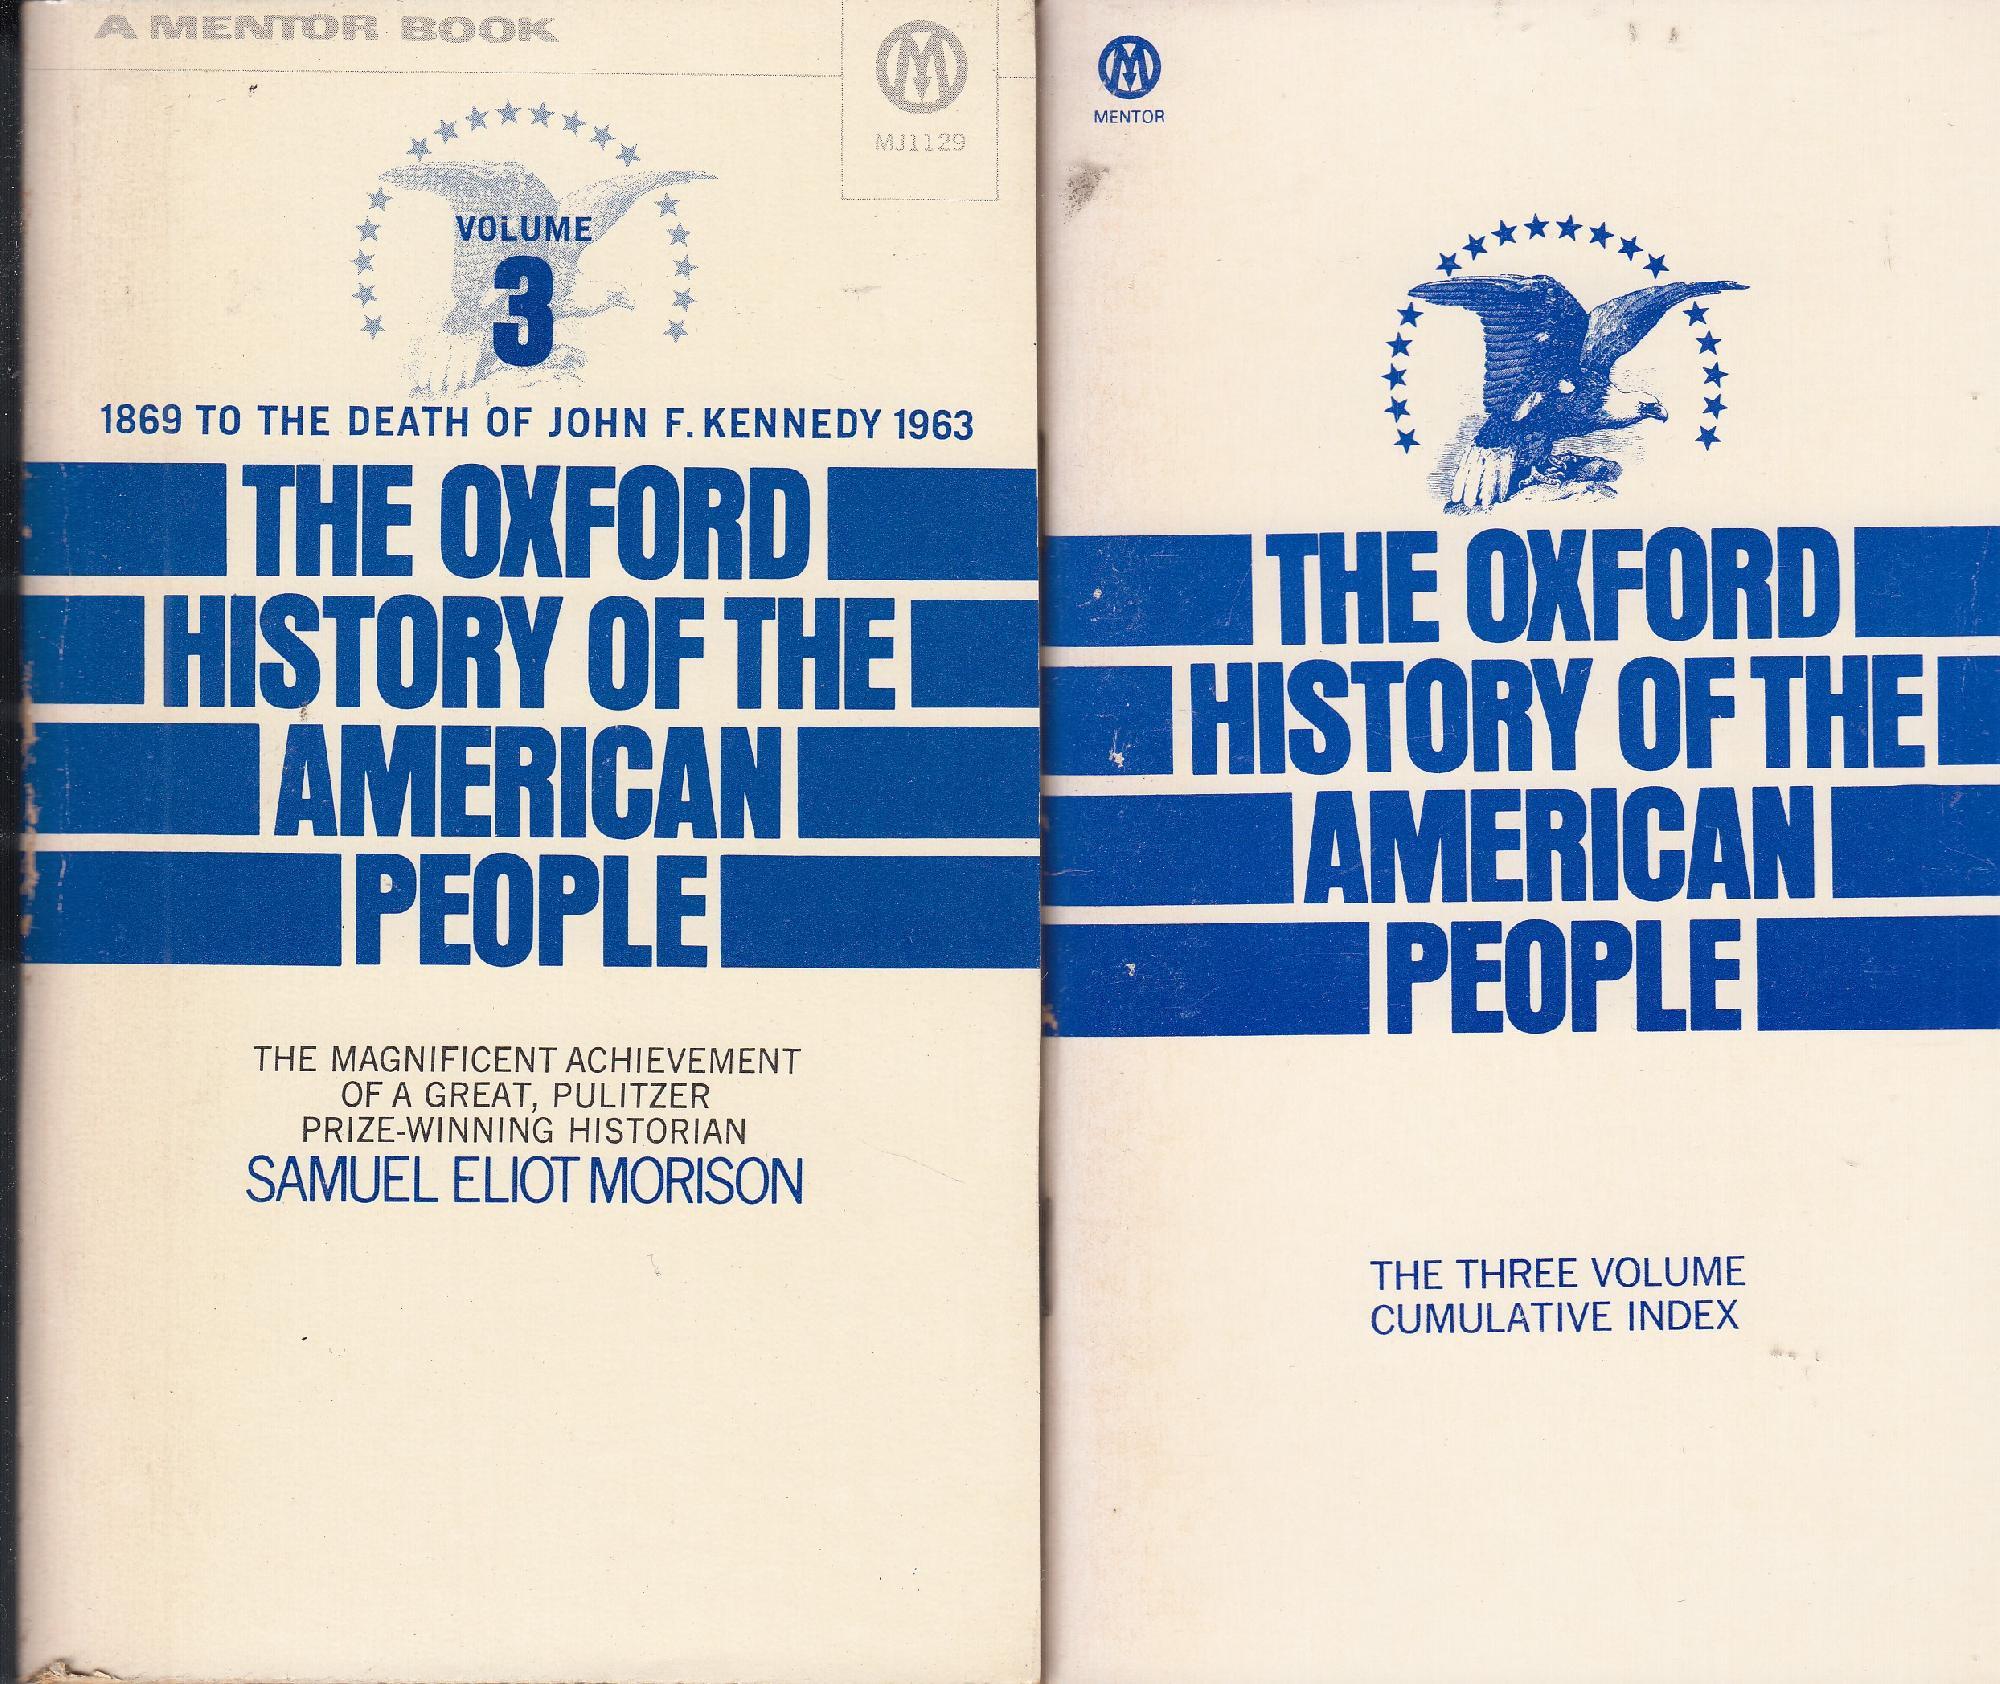 A MENTOR BOOK
MJ1129
VOLUME
3
1869 TO THE DEATH OF JOHN F. KENNEDY 1963
THE OXFORD
HISTORY OF THE
AMERICAN
PEOPLE
THE MAGNIFICENT ACHIEVEMENT
OF A GREAT, PULITZER
PRIZE-WINNING HISTORIAN
SAMUEL ELIOT MORISON
MENTOR
THE OXFORD
HISTORY OF THE
AMERICAN
PEOPLE
THE THREE VOLUME
CUMULATIVE INDEX